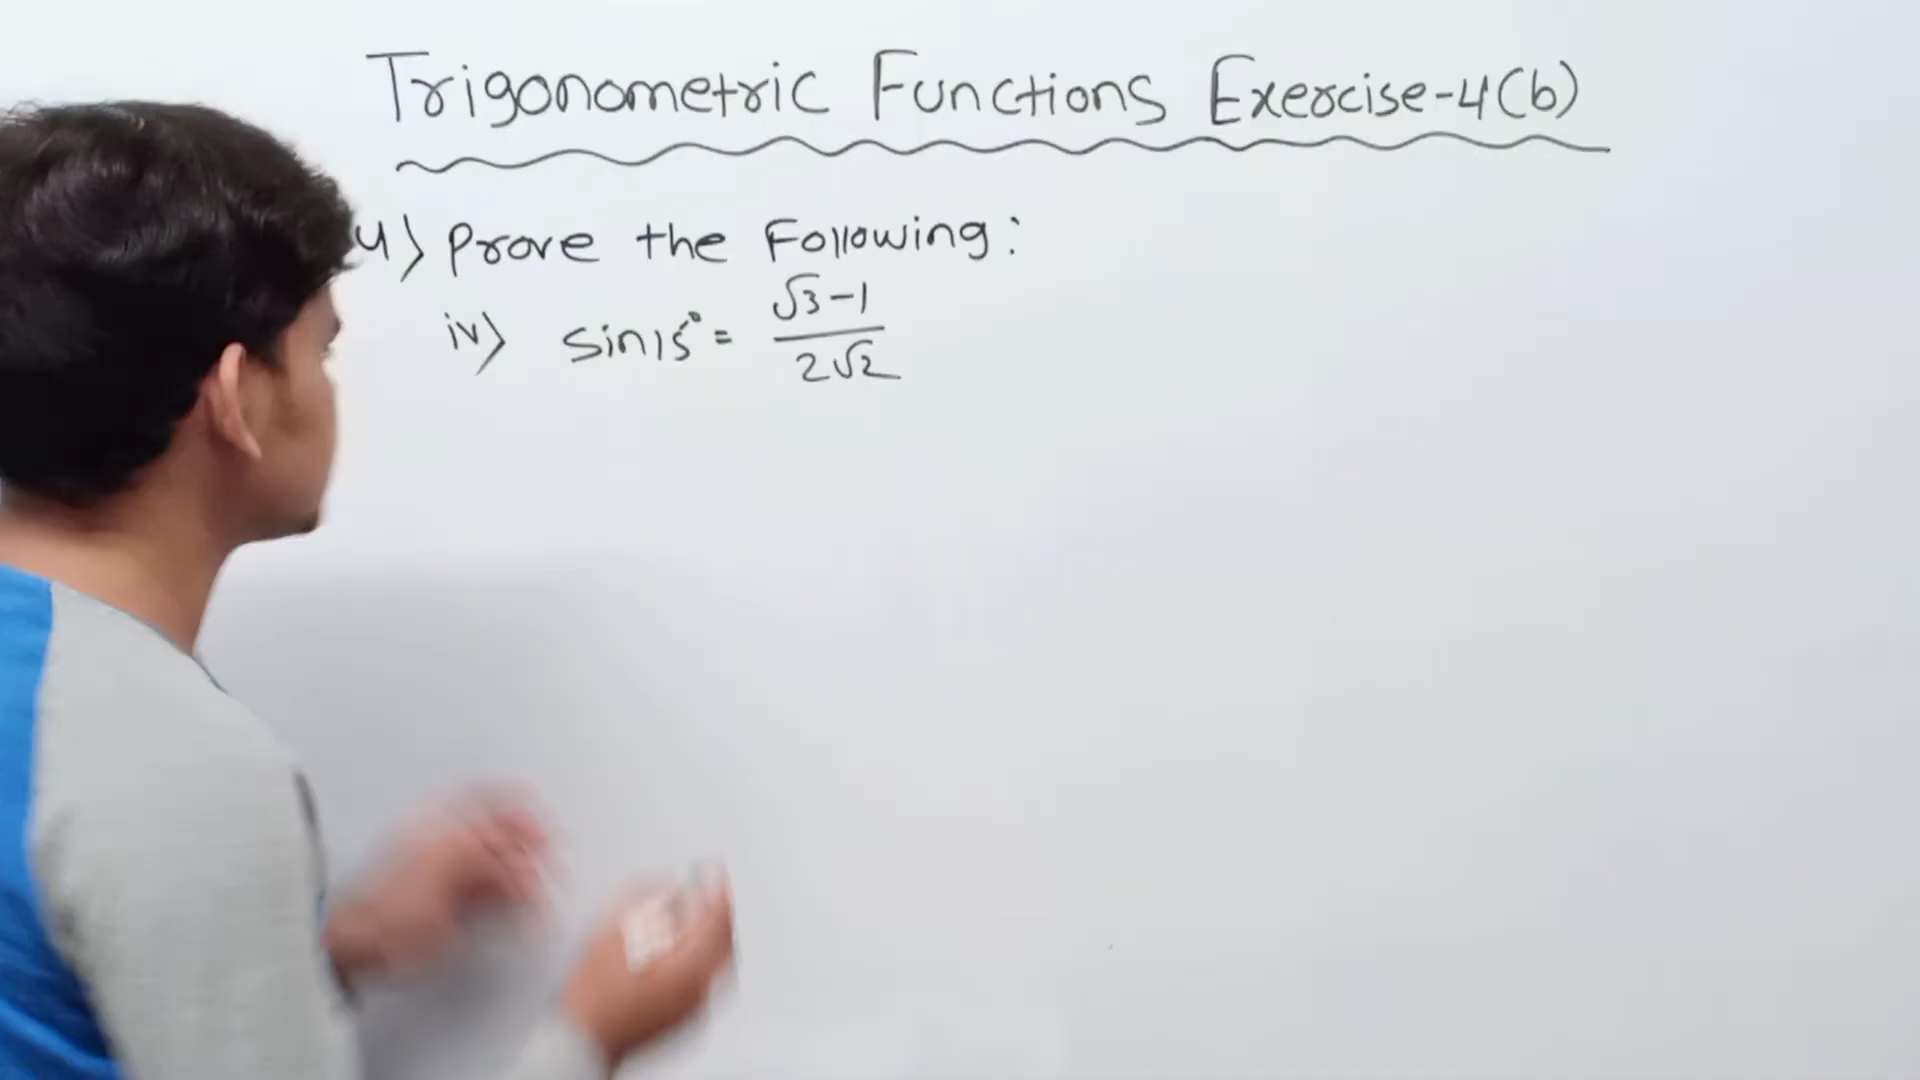 Trigonometric Functions Exercise-4(b)
4) Prove the Following:
iv) sin15° = √3-1 / 2√2